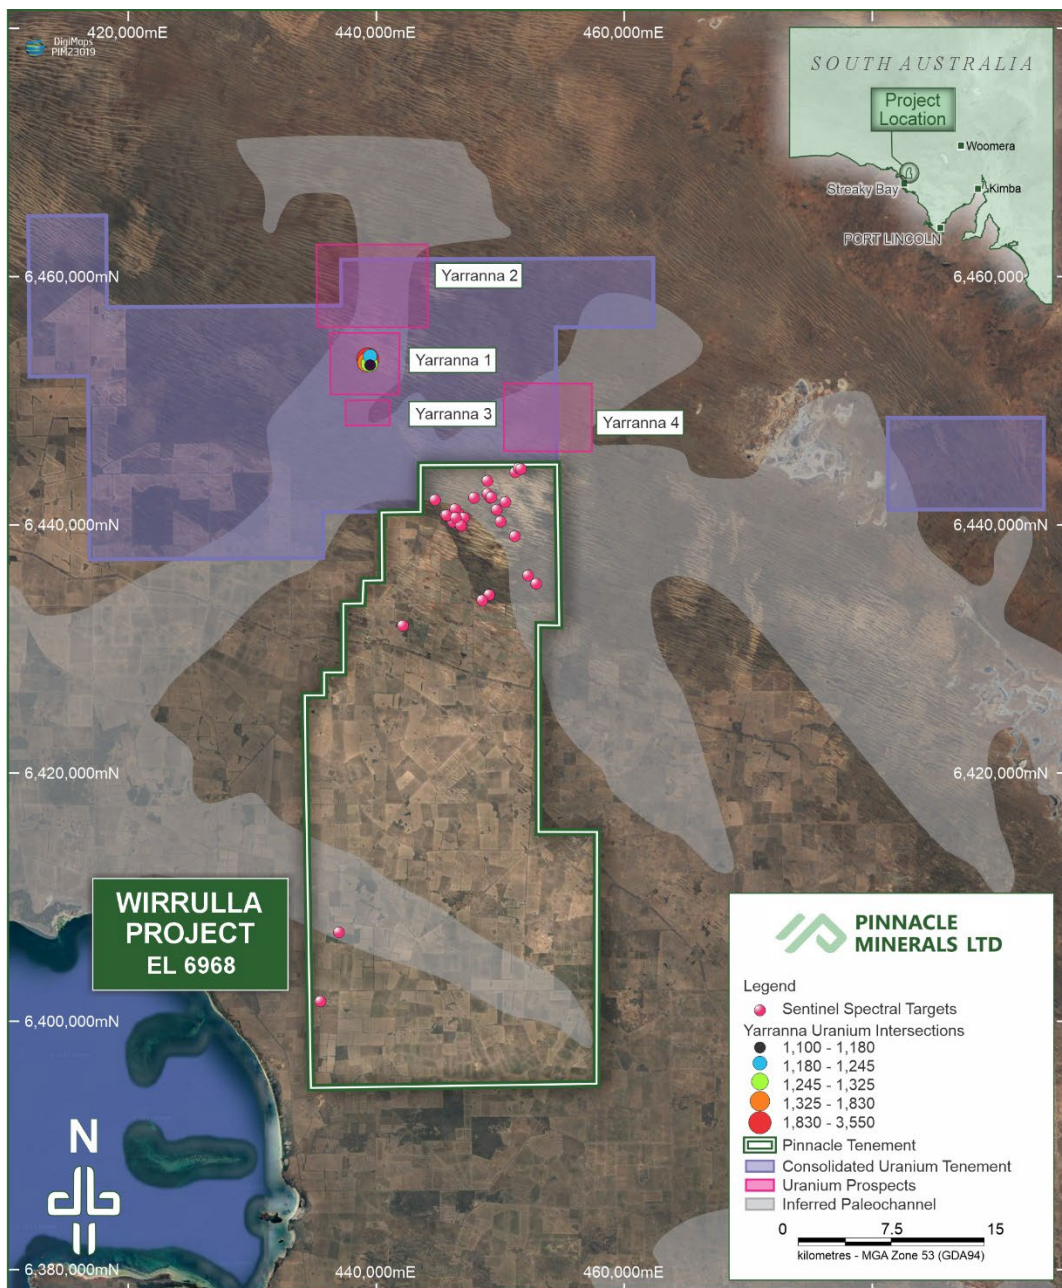 420,000mE
440,000mE
460,000mE
DigiMaps
PIM23019
SOUTH AUSTRALIA
Project
Location
Woomera
Streaky Bay
Kimba
PORT LINCOLN
6,460,000mN
6,460,000mN
Yarranna 2
Yarranna 1
Yarranna 3
Yarranna 4
6,440,000mN
6,440,000mN
6,420,000mN
6,420,000mN
WIRRULLA
PROJECT
EL 6968
6,400,000mN
PINNACLE
MINERALS LTD
Legend
Sentinel Spectral Targets
Yarranna Uranium Intersections
1,100 - 1,180
1,180 - 1,245
1,245 - 1,325
1,325 - 1,830
1,830 - 3,550
Pinnacle Tenement
Consolidated Uranium Tenement
Uranium Prospects
Inferred Paleochannel
0 7.5 15
kilometres - MGA Zone 53 (GDA94)
N
6,380,000mN
440,000mE
460,000mE